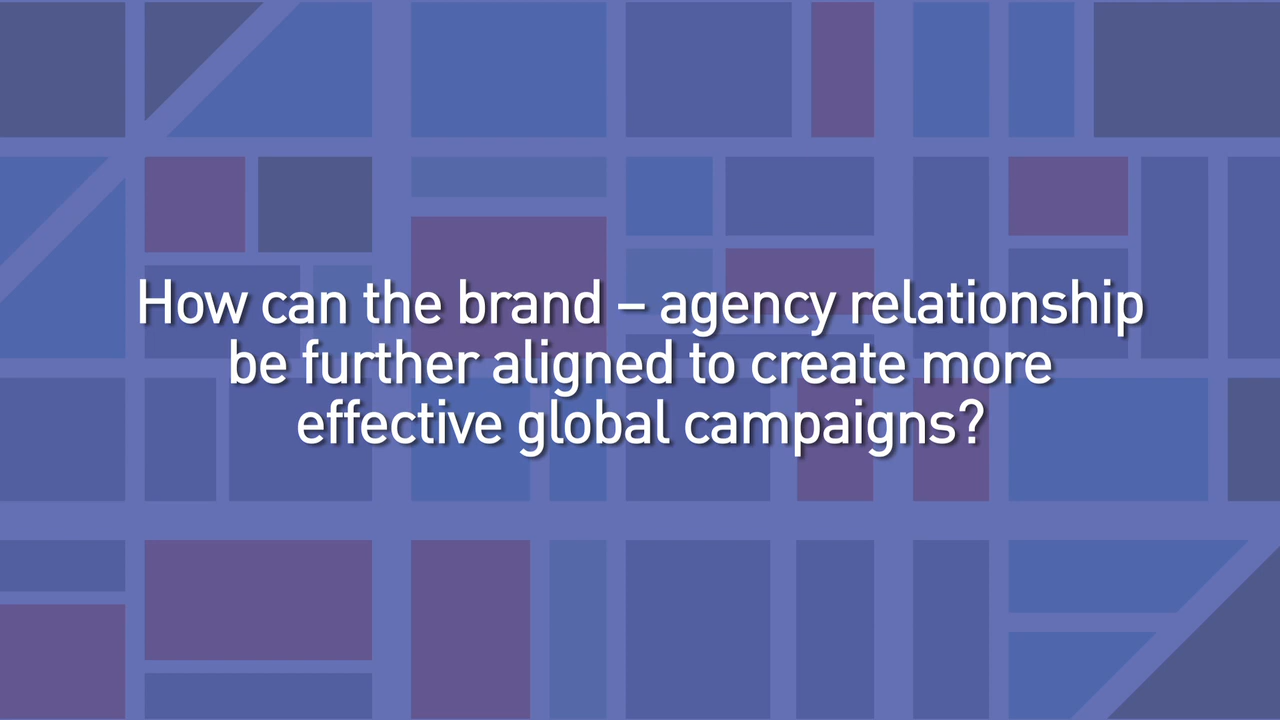 How can the brand – agency relationship
be further aligned to create more
effective global campaigns?